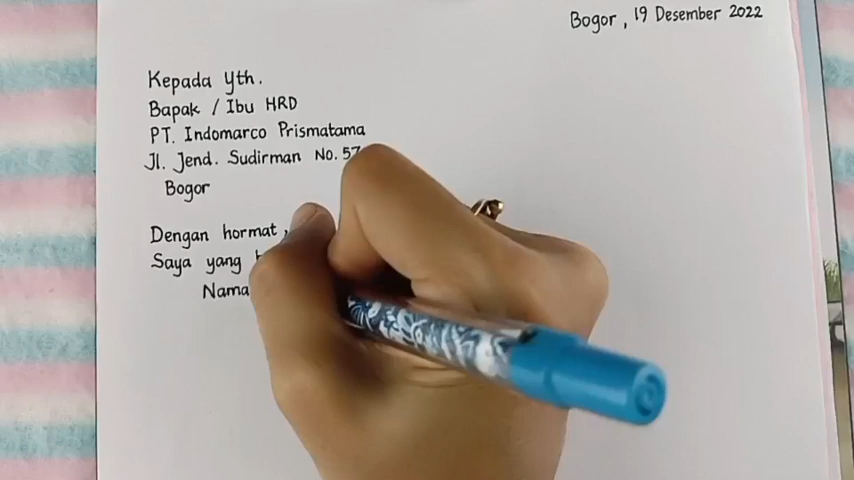 Bogor, 19 Desember 2022
Kepada Yth.
Bapak / Ibu HRD
PT. Indomarco Prismatama
Jl. Jend. Sudirman No. 57
Bogor
Dengan hormat,
Saya yang
Nama